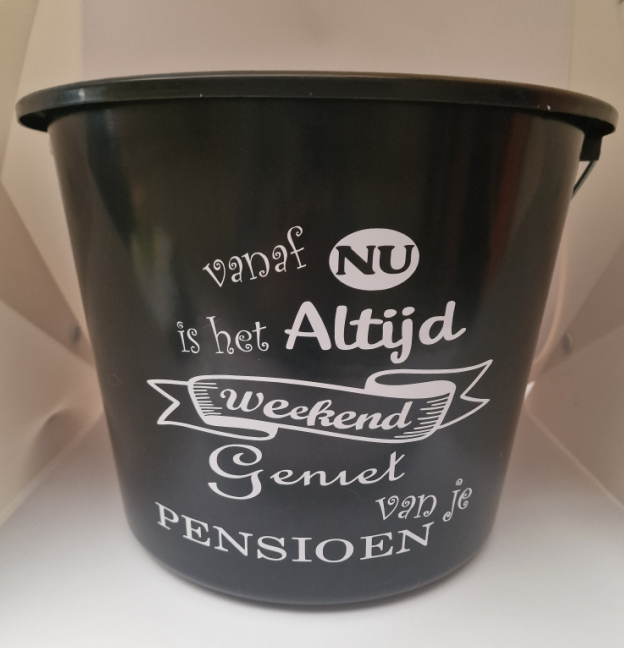 vanaf NU
is het Altijd
Weekend
Geniet
van je
PENSIOEN